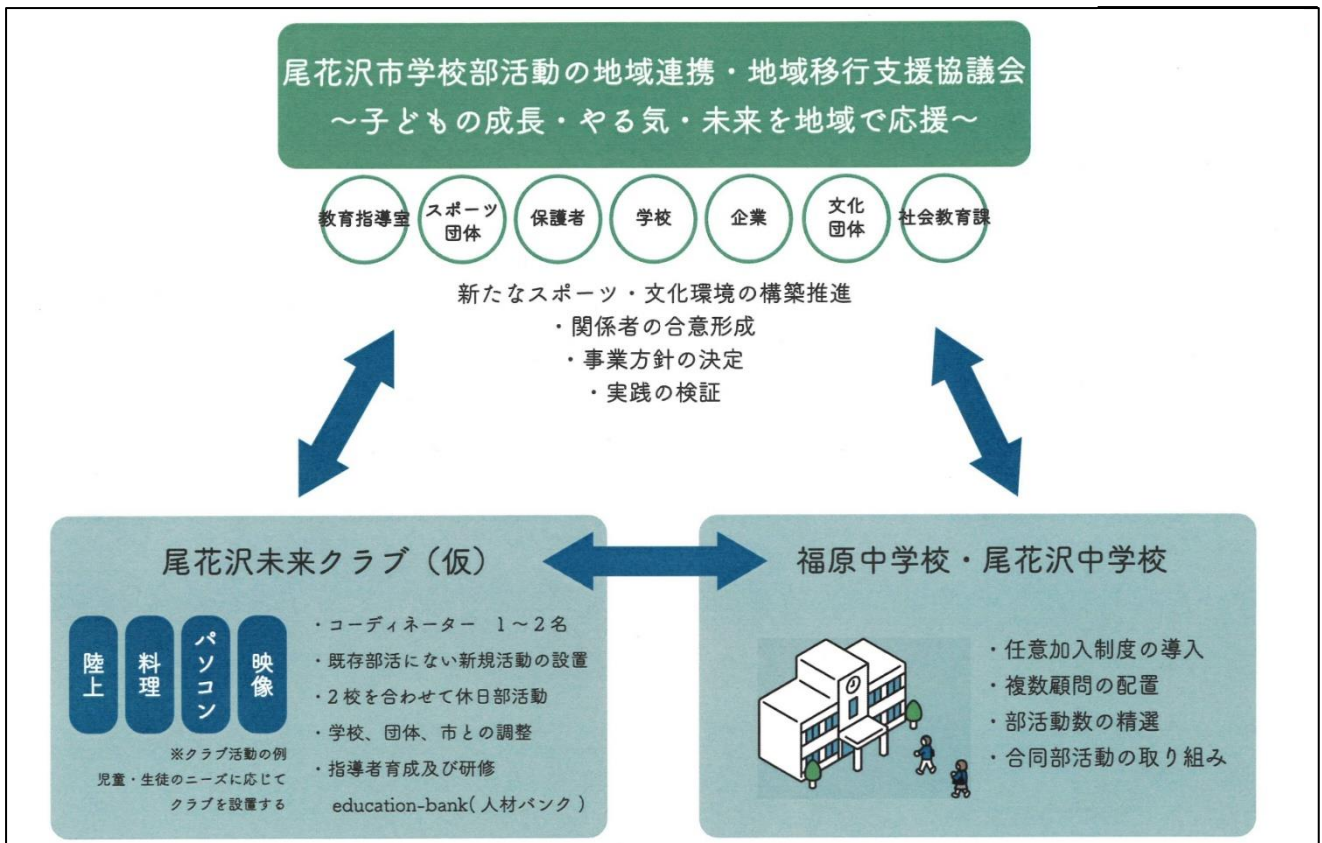 尾花沢市学校部活動の地域連携・地域移行支援協議会
～子どもの成長・やる気・未来を地域で応援～
教育指導室
スポーツ
団体
保護者
学校
企業
文化
団体
社会教育課
新たなスポーツ・文化環境の構築推進
・関係者の合意形成
・事業方針の決定
・実践の検証
尾花沢未来クラブ（仮）
陸上
料理
パソコン
映像
※クラブ活動の例
児童・生徒のニーズに応じて
クラブを設置する
・コーディネーター　1～2名
・既存部活にない新規活動の設置
・2校を合わせて休日部活動
・学校、団体、市との調整
・指導者育成及び研修
education-bank(人材バンク)
福原中学校・尾花沢中学校
・任意加入制度の導入
・複数顧問の配置
・部活動数の精選
・合同部活動の取り組み